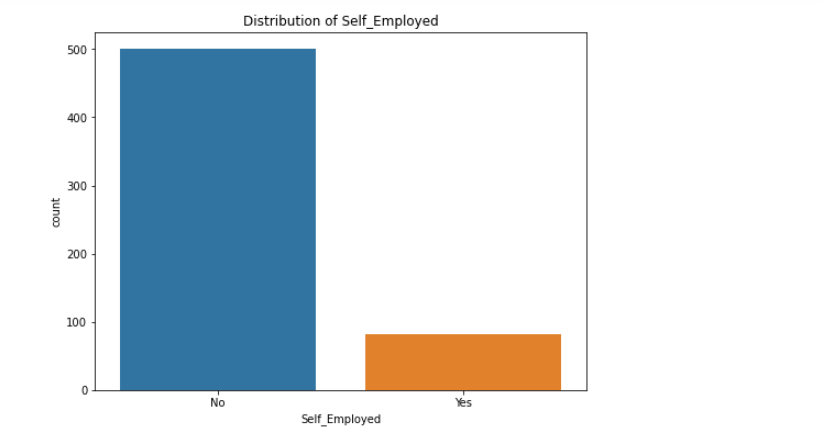 Distribution of Self_Employed
500
400
300
200
100
0
count
No Yes
Self_Employed